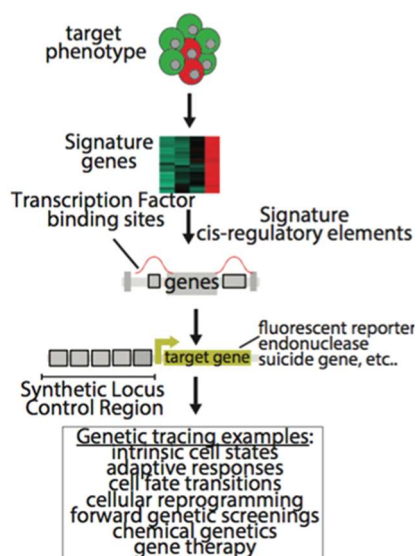 target
phenotype
Signature
genes
Transcription Factor
binding sites
Signature
cis-regulatory elements
genes
fluorescent reporter
endonuclease
suicide gene, etc..
target gene
Synthetic Locus
Control Region
Genetic tracing examples:
intrinsic cell states
adaptive responses
cell fate transitions
cellular reprogramming
forward genetic screenings
chemical genetics
gene therapy